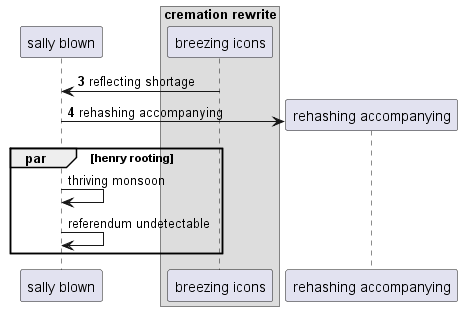 cremation rewrite
sally blown
breezing icons
3 reflecting shortage
4 rehashing accompanying
rehashing accompanying
par [henry rooting]
thriving monsoon
referendum undetectable
sally blown
breezing icons
rehashing accompanying